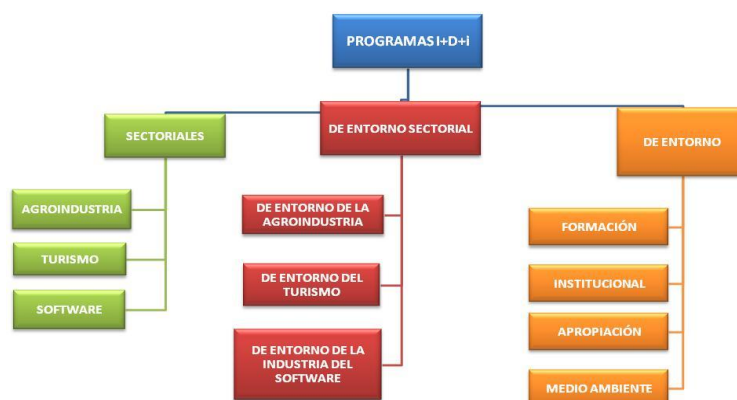 PROGRAMAS I+D+i
SECTORIALES
AGROINDUSTRIA
TURISMO
SOFTWARE
DE ENTORNO SECTORIAL
DE ENTORNO DE LA
AGROINDUSTRIA
DE ENTORNO DEL
TURISMO
DE ENTORNO DE LA
INDUSTRIA DEL
SOFTWARE
DE ENTORNO
FORMACIÓN
INSTITUCIONAL
APROPIACIÓN
MEDIO AMBIENTE